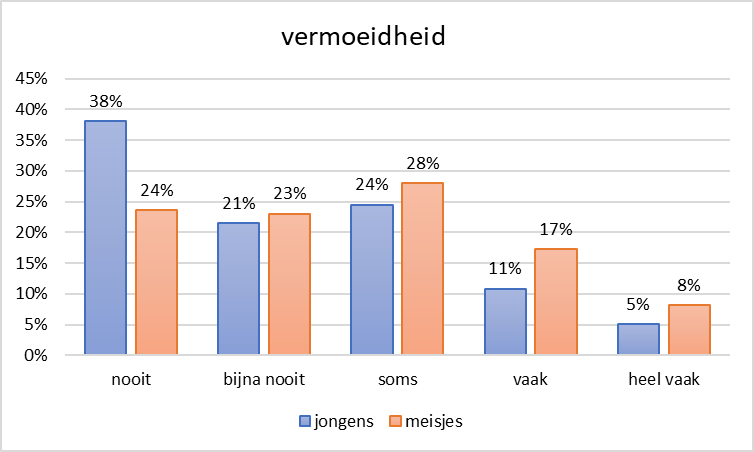 vermoeidheid
45%
40%
35%
30%
25%
20%
15%
10%
5%
0%
38%
24%
21%
23%
24%
28%
11%
17%
5%
8%
nooit
bijna nooit
soms
vaak
heel vaak
jongens
meisjes